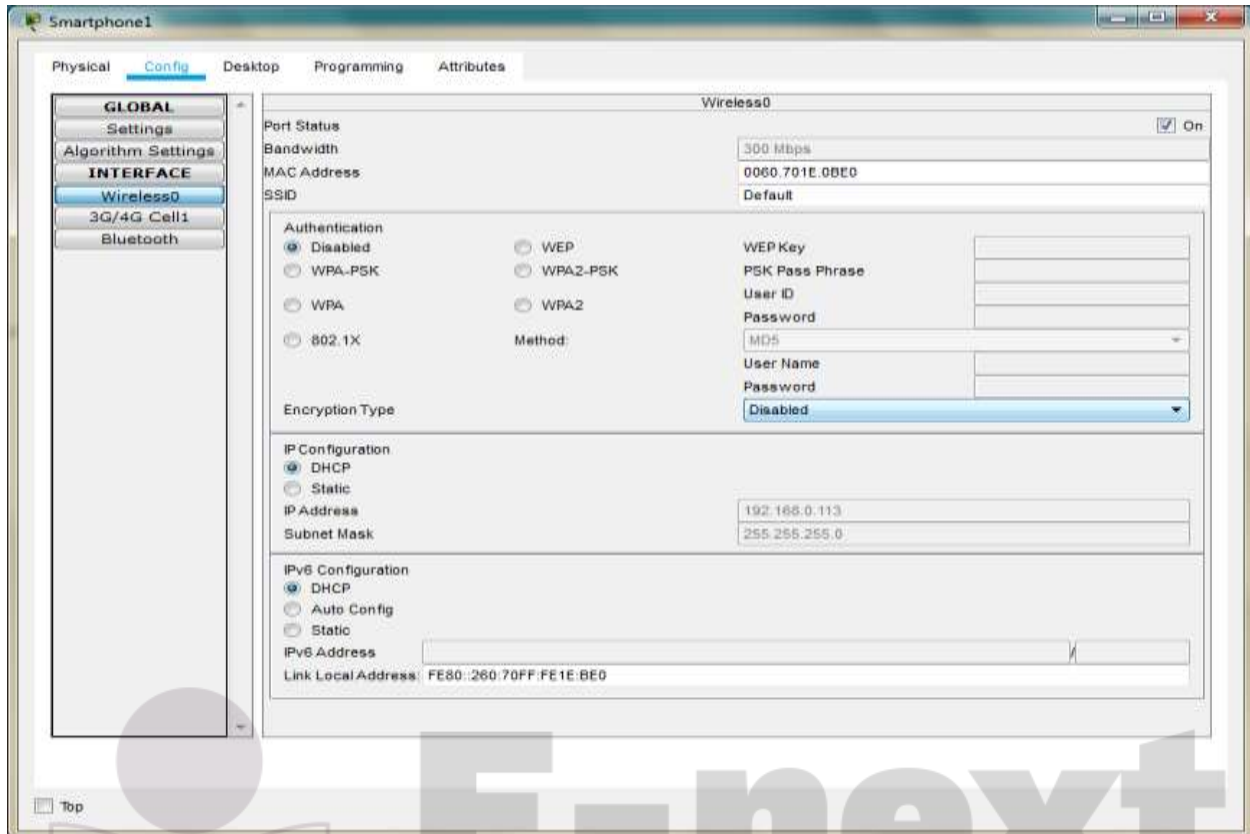 Smartphone1
Physical Config Desktop Programming Attributes
GLOBAL
Settings
Algorithm Settings
INTERFACE
Wireless0
3G/4G Cell1
Bluetooth
Wireless0
Port Status On
Bandwidth 300 Mbps
MAC Address 0060.701E.0BE0
SSID Default
Authentication
Disabled WEP WEP Key
WPA-PSK WPA2-PSK PSK Pass Phrase
User ID
WPA WPA2
Password
802.1X Method: MD5
User Name
Password
Encryption Type Disabled
IP Configuration
DHCP
Static
IP Address 192.168.0.113
Subnet Mask 255.255.255.0
IPv6 Configuration
DHCP
Auto Config
Static
IPv6 Address /
Link Local Address: FE80::260:70FF:FE1E:BE0
Top
E-next